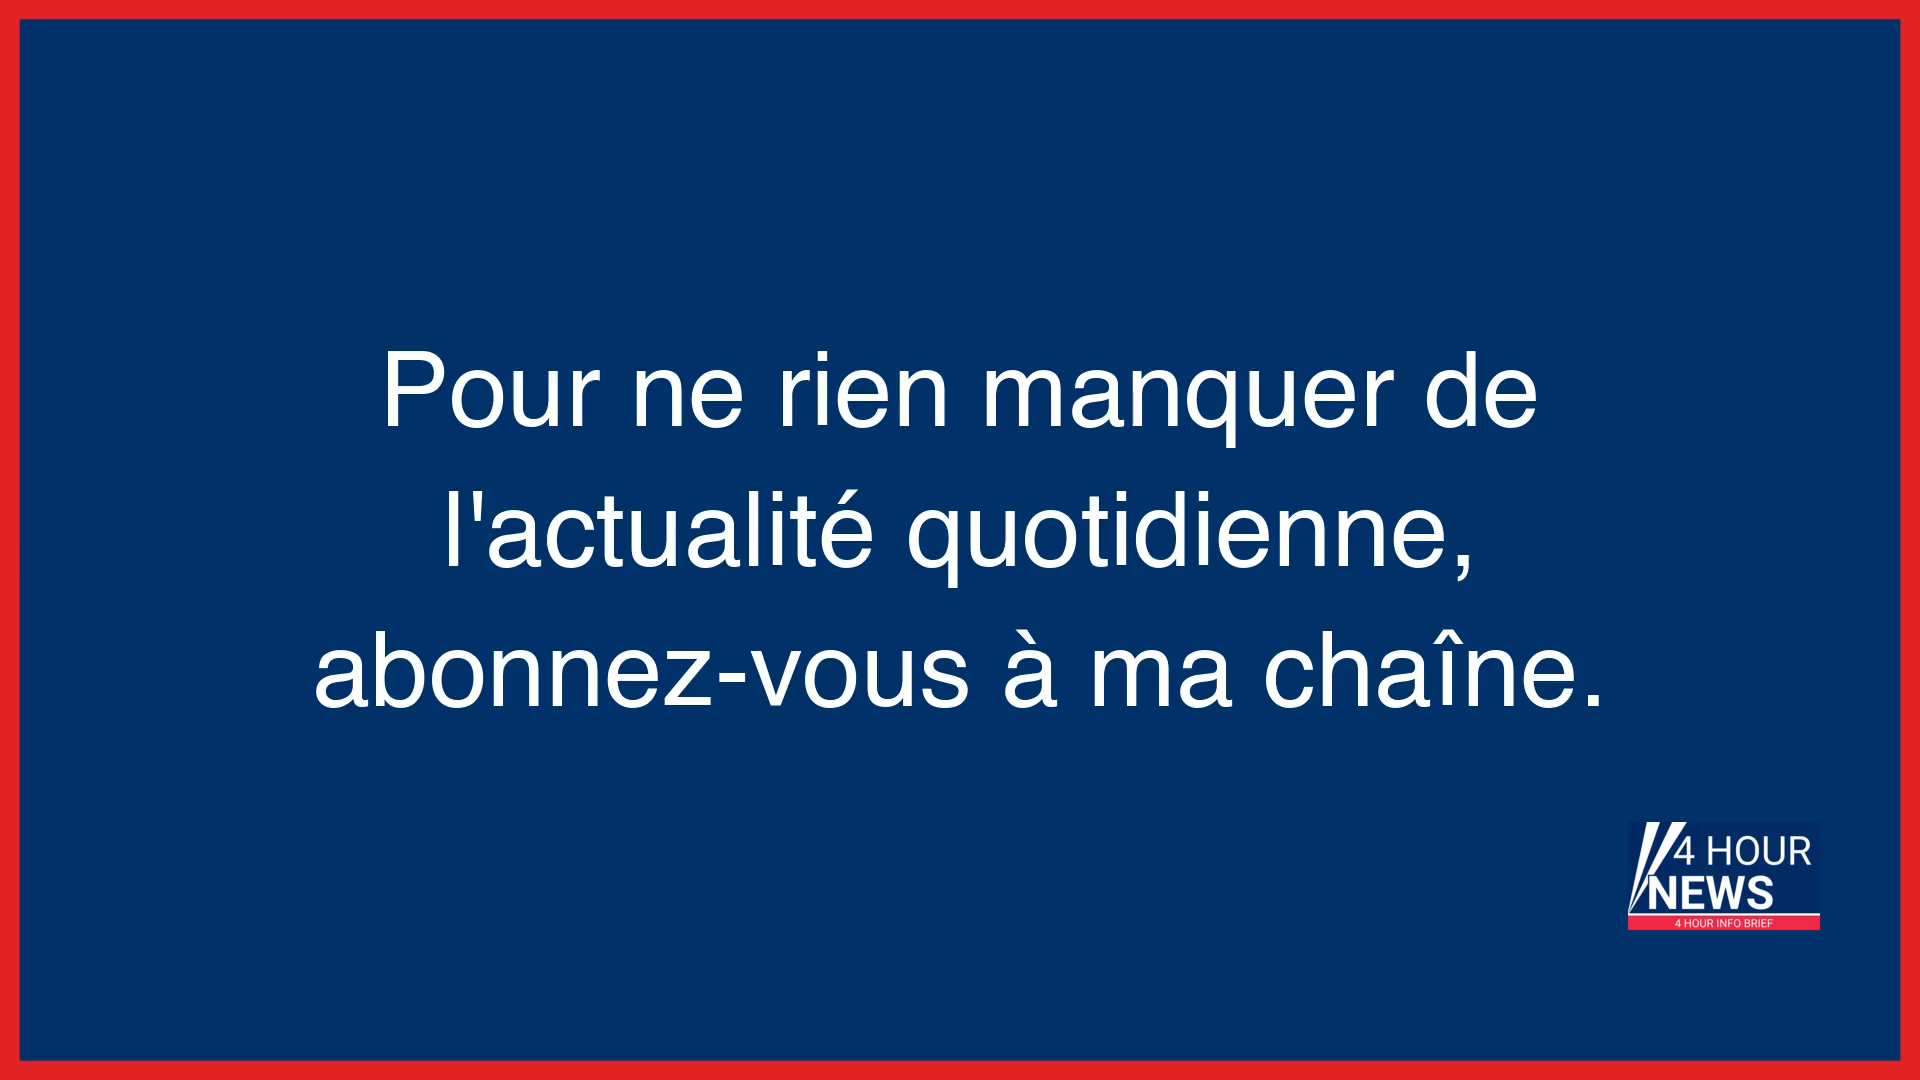 Pour ne rien manquer de
l'actualité quotidienne,
abonnez-vous à ma chaîne.
4 HOUR
NEWS
4 HOUR INFO BRIEF